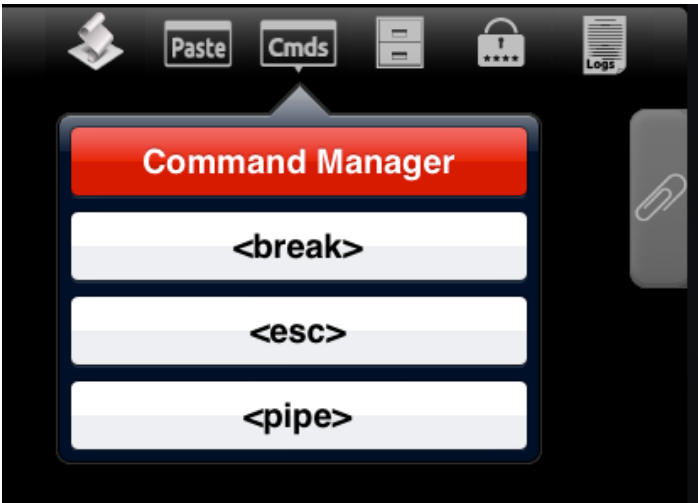 Paste
Cmds
****
Logs
Command Manager
<break>
<esc>
<pipe>